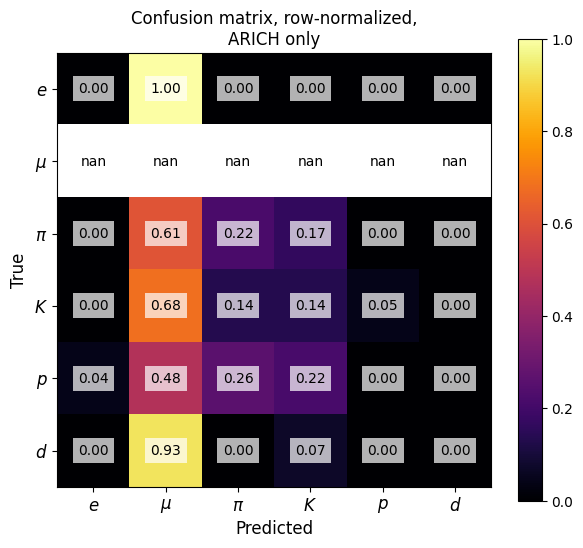 Confusion matrix, row-normalized,
ARICH only
True
e 0.00 1.00 0.00 0.00 0.00 0.00
μ nan nan nan nan nan nan
π 0.00 0.61 0.22 0.17 0.00 0.00
K 0.00 0.68 0.14 0.14 0.05 0.00
p 0.04 0.48 0.26 0.22 0.00 0.00
d 0.00 0.93 0.00 0.07 0.00 0.00
e μ π K p d
Predicted
1.0
0.8
0.6
0.4
0.2
0.0